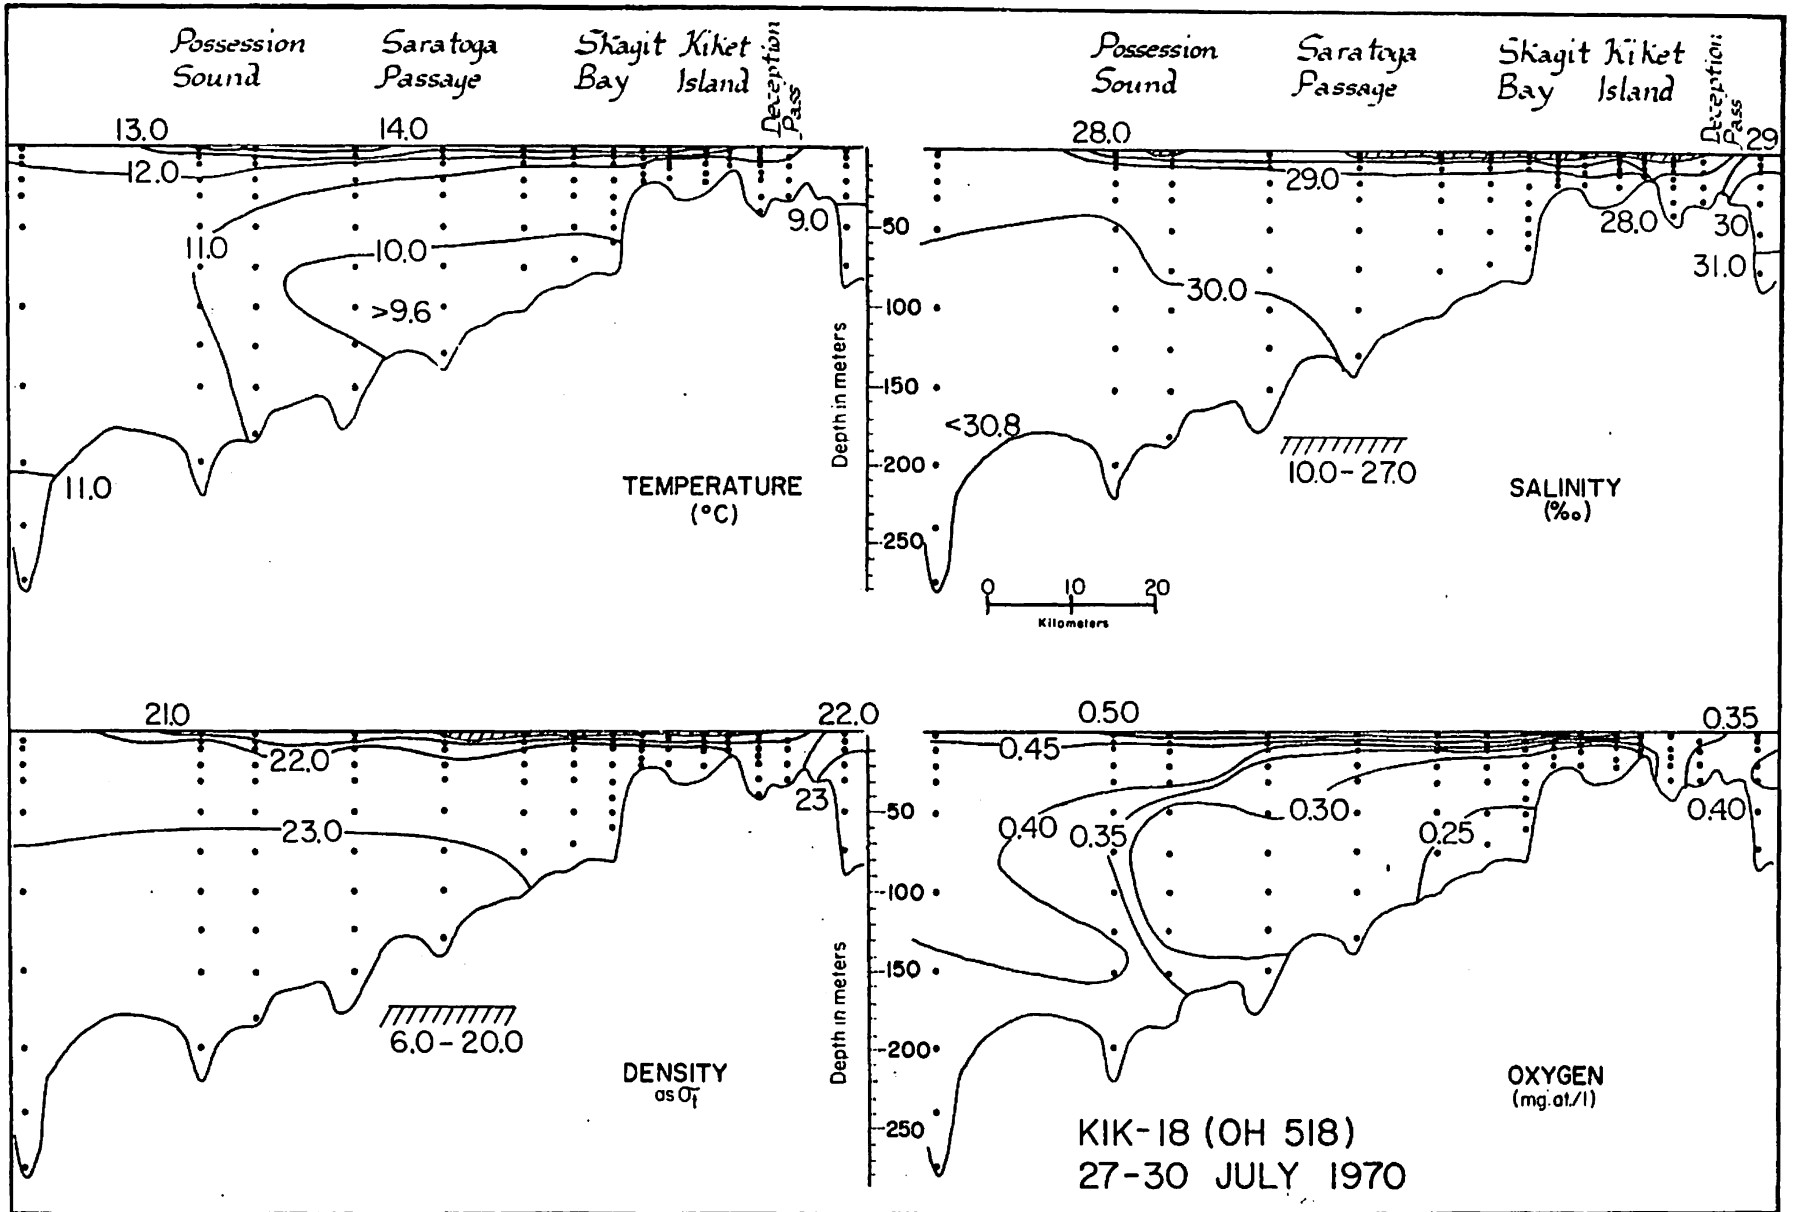 Possession Sound
Saratoga Passage
Skagit Bay
Kiket Island
Deception Pass
13.0
14.0
12.0
11.0
10.0
>9.6
9.0
11.0
TEMPERATURE
(°C)
Depth in meters
-50
-100
-150
-200
-250
Possession Sound
Saratoga Passage
Skagit Bay
Kiket Island
Deception Pass
28.0
29
29.0
28.0
30
31.0
30.0
<30.8
10.0-27.0
SALINITY
(‰)
0 10 20
Kilometers
21.0
22.0
22.0
23
23.0
6.0-20.0
DENSITY
as σt
Depth in meters
-50
-100
-150
-200
-250
0.50
0.35
0.45
0.40
0.35
0.30
0.25
0.40
OXYGEN
(mg.at./l)
KIK-18 (OH 518)
27-30 JULY 1970